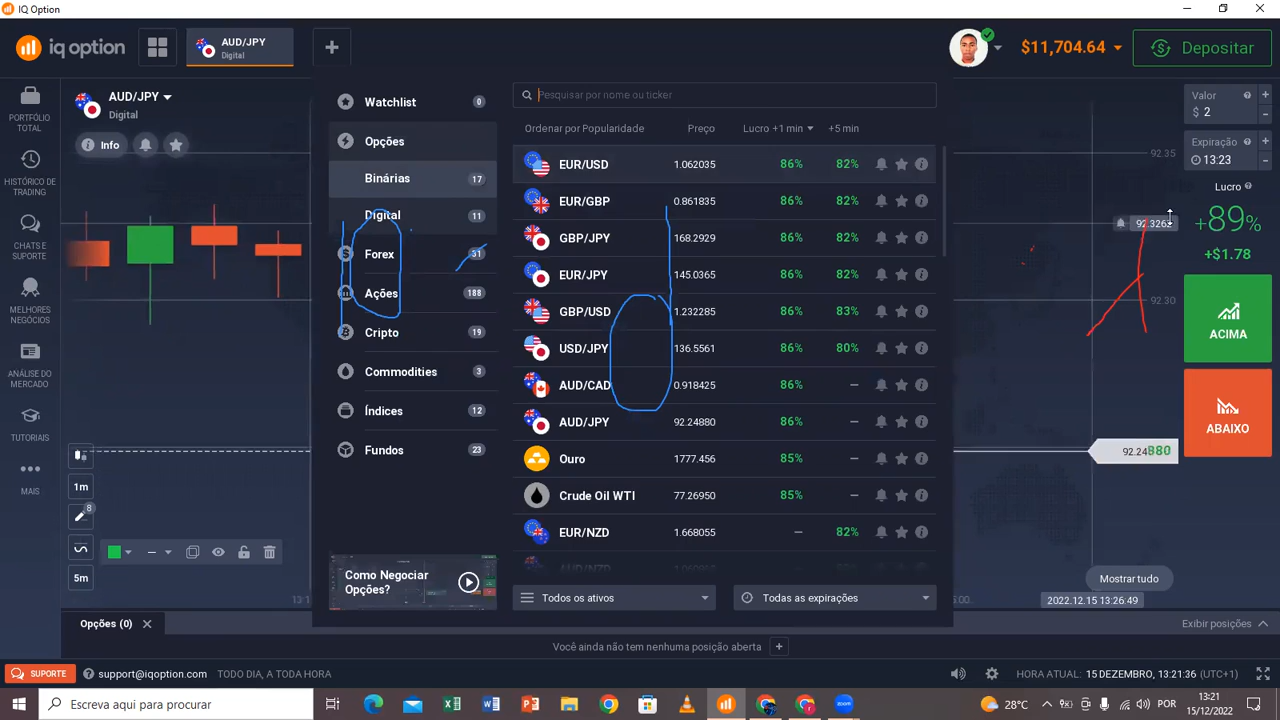 IQ Option
iq option
AUD/JPY
Digital
$11,704.64
Depositar
PORTFÓLIO
TOTAL
HISTÓRICO DE
TRADING
CHATS E
SUPORTE
MELHORES
NEGÓCIOS
ANÁLISE DO
MERCADO
TUTORIAIS
MAIS
AUD/JPY
Digital
Info
1m
8
5m
Watchlist 0
Opções
Binárias 17
Digital 11
Forex 31
Ações 188
Cripto 19
Commodities 3
Índices 12
Fundos 23
Como Negociar
Opções?
Pesquisar por nome ou ticker
Ordenar por Popularidade Preço Lucro +1 min +5 min
EUR/USD 1.062035 86% 82%
EUR/GBP 0.861835 86% 82%
GBP/JPY 168.2929 86% 82%
EUR/JPY 145.0365 86% 82%
GBP/USD 1.232285 86% 83%
USD/JPY 136.5561 86% 80%
AUD/CAD 0.918425 86% –
AUD/JPY 92.24880 86% –
Ouro 1777.456 85% –
Crude Oil WTI 77.26950 85% –
EUR/NZD 1.668055 – 82%
Todos os ativos
Todas as expirações
92.35
92.3262
92.30
92.24880
Mostrar tudo
2022.12.15 13:26:49
Valor
$ 2
Expiração
13:23
Lucro
+89%
+$1.78
ACIMA
ABAIXO
Opções (0)
Exibir posições
Você ainda não tem nenhuma posição aberta
SUPORTE
support@iqoption.com TODO DIA, A TODA HORA
HORA ATUAL: 15 DEZEMBRO, 13:21:36 (UTC+1)
Escreva aqui para procurar
zoom
28°C
POR
13:21
15/12/2022